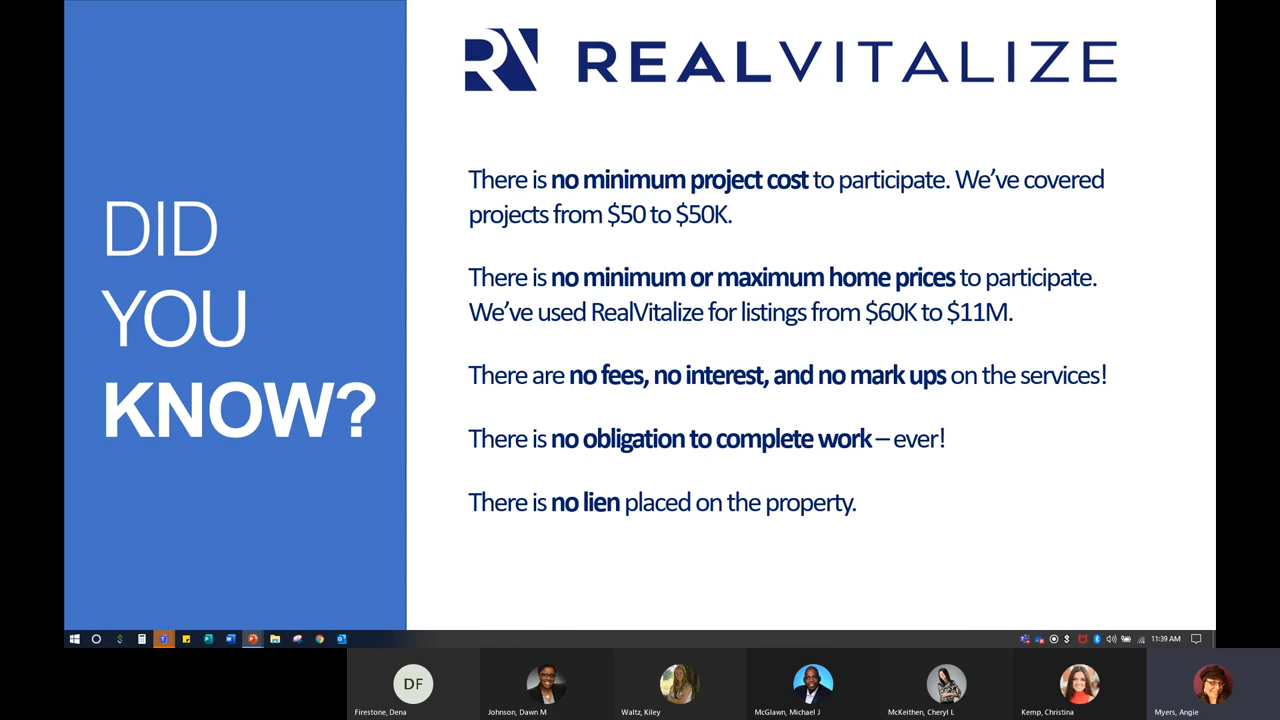 RV REALVITALIZE
DID
YOU
KNOW?
There is no minimum project cost to participate. We’ve covered
projects from $50 to $50K.
There is no minimum or maximum home prices to participate.
We’ve used RealVitalize for listings from $60K to $11M.
There are no fees, no interest, and no mark ups on the services!
There is no obligation to complete work – ever!
There is no lien placed on the property.
11:39 AM
DF
Firestone, Dena
Johnson, Dawn M
Waltz, Kiley
McGlawn, Michael J
McKeithen, Cheryl L
Kemp, Christina
Myers, Angie